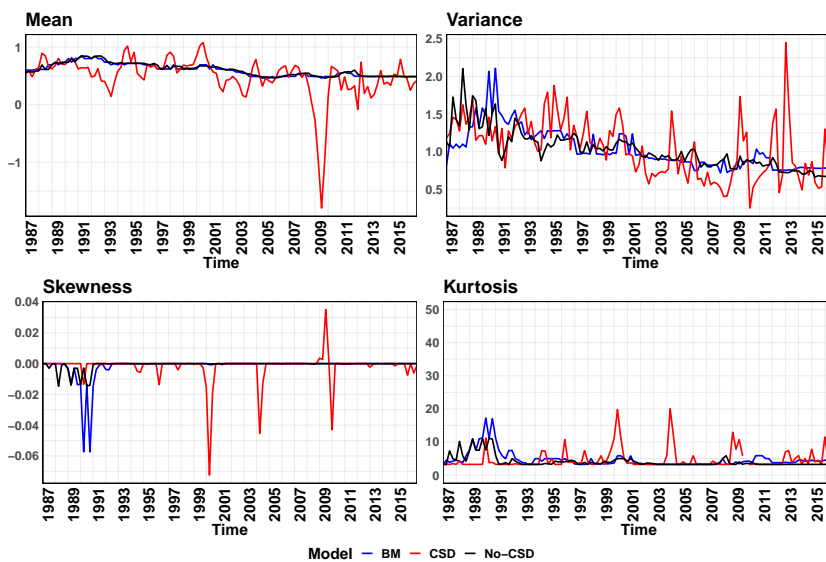 Mean
1
0
−1
1987 1989 1991 1993 1995 1997 1999 2001 2003 2005 2007 2009 2011 2013 2015
Time
Variance
2.5
2.0
1.5
1.0
0.5
1987 1989 1991 1993 1995 1997 1999 2001 2003 2005 2007 2009 2011 2013 2015
Time
Skewness
0.04
0.02
0.00
−0.02
−0.04
−0.06
1987 1989 1991 1993 1995 1997 1999 2001 2003 2005 2007 2009 2011 2013 2015
Time
Kurtosis
50
40
30
20
10
0
1987 1989 1991 1993 1995 1997 1999 2001 2003 2005 2007 2009 2011 2013 2015
Time
Model BM CSD No−CSD